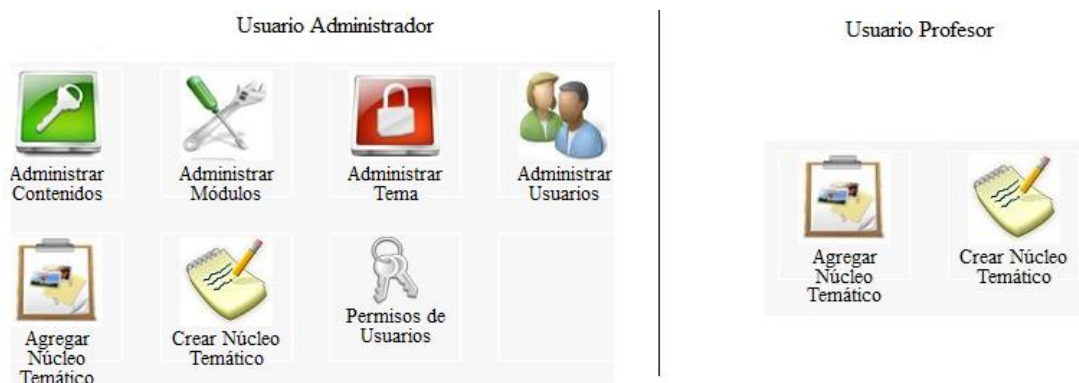 Usuario Administrador
Administrar
Contenidos
Administrar
Módulos
Administrar
Tema
Administrar
Usuarios
Agregar
Núcleo
Temático
Crear Núcleo
Temático
Permisos de
Usuarios
Usuario Profesor
Agregar
Núcleo
Temático
Crear Núcleo
Temático